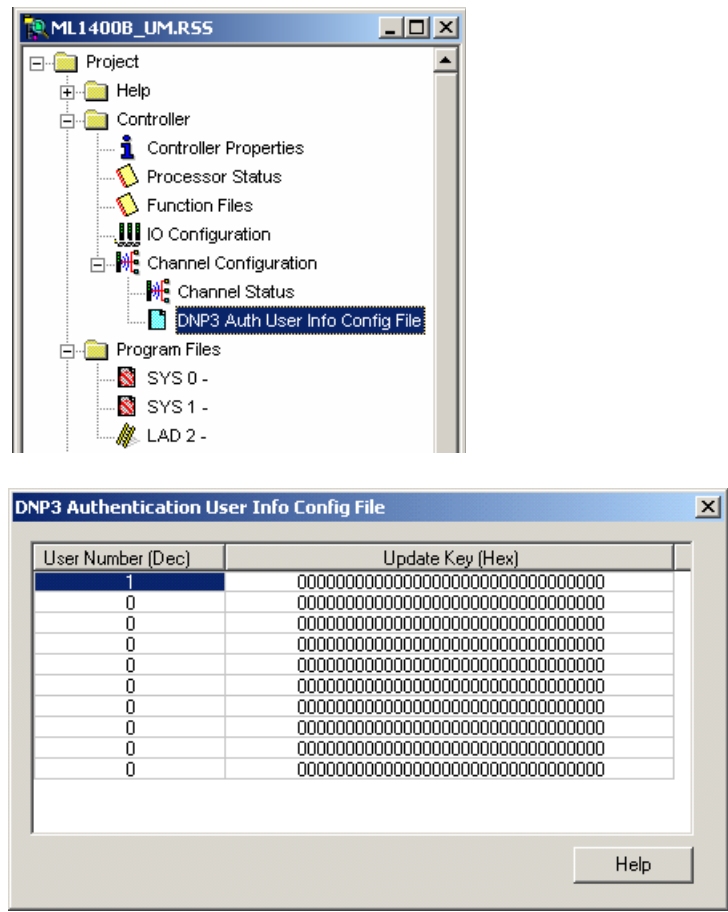 ML1400B_UM.RSS
Project
Help
Controller
Controller Properties
Processor Status
Function Files
IO Configuration
Channel Configuration
Channel Status
DNP3 Auth User Info Config File
Program Files
SYS 0 -
SYS 1 -
LAD 2 -
DNP3 Authentication User Info Config File
User Number (Dec) Update Key (Hex)
1 00000000000000000000000000000000
0 00000000000000000000000000000000
0 00000000000000000000000000000000
0 00000000000000000000000000000000
0 00000000000000000000000000000000
0 00000000000000000000000000000000
0 00000000000000000000000000000000
0 00000000000000000000000000000000
0 00000000000000000000000000000000
0 00000000000000000000000000000000
Help